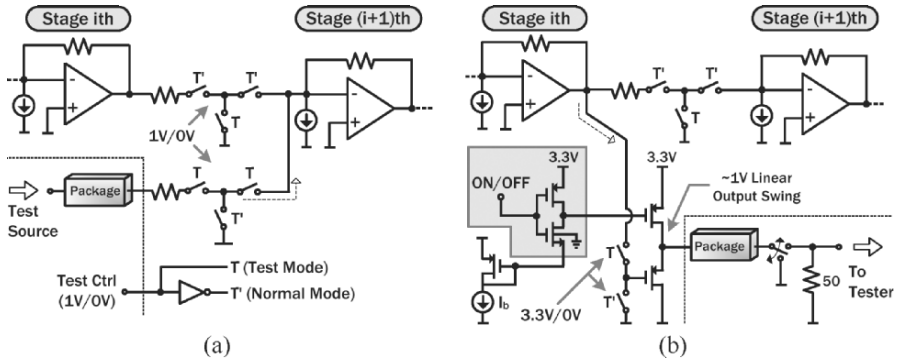 Stage ith
Stage (i+1)th
T'
T'
-
+
T
-
+
1V/0V
T
T
T'
Package
Test
Source
Test Ctrl
(1V/0V)
T (Test Mode)
T' (Normal Mode)
(a)
Stage ith
Stage (i+1)th
T'
T'
-
+
T
-
+
3.3V
3.3V
ON/OFF
~1V Linear
Output Swing
Package
T
T'
Ib
3.3V/0V
50
To
Tester
(b)